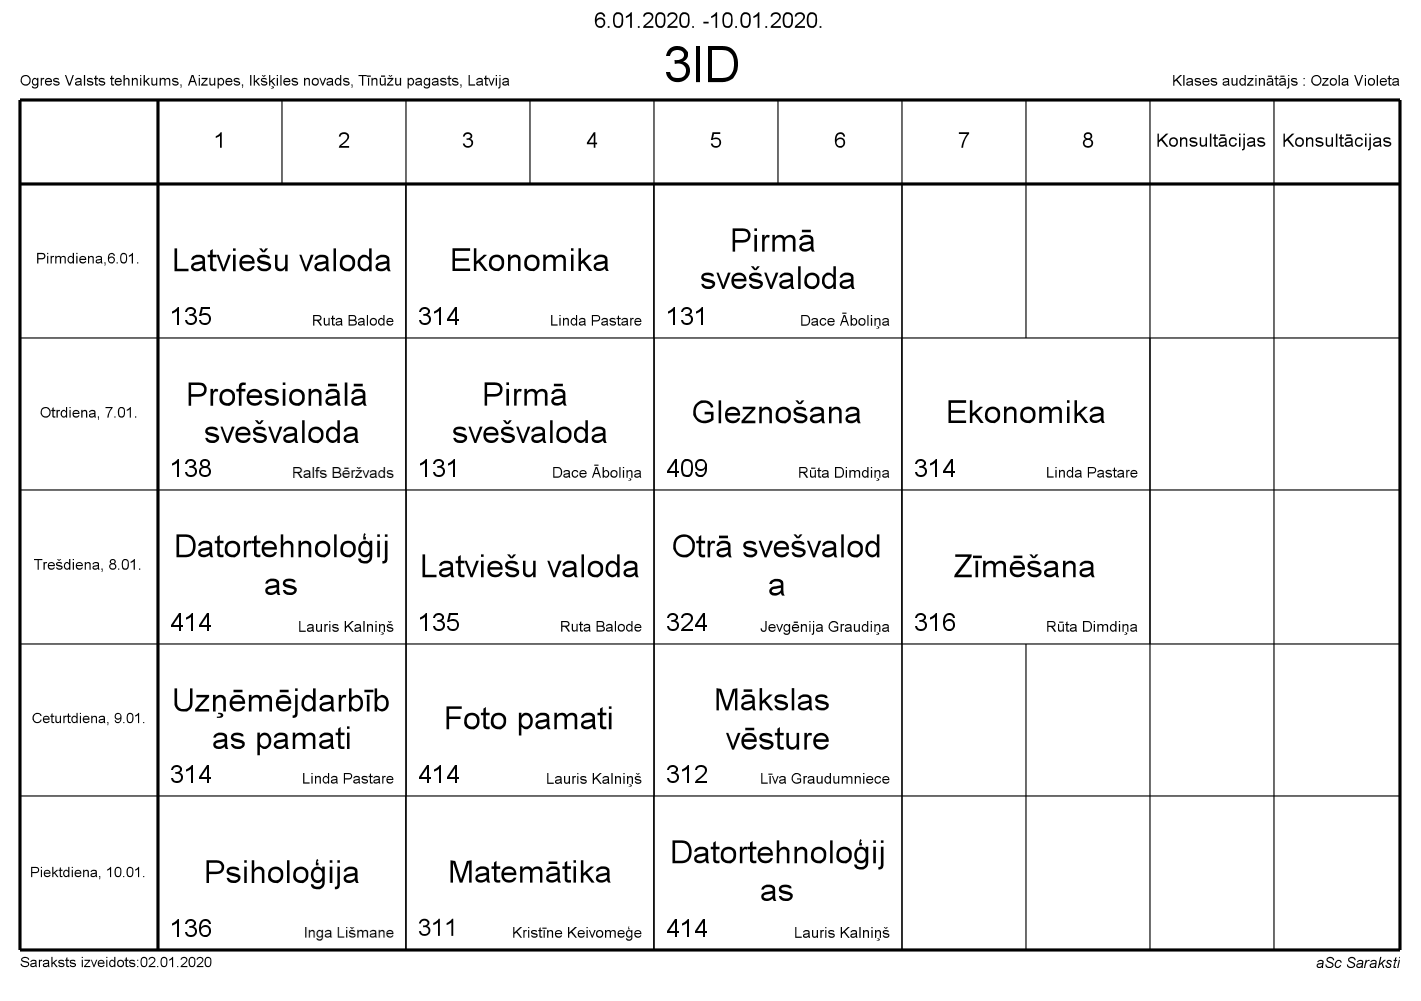 6.01.2020. -10.01.2020.
3ID
Ogres Valsts tehnikums, Aizupes, Ikšķiles novads, Tīnūžu pagasts, Latvija
Klases audzinātājs : Ozola Violeta
1 2 3 4 5 6 7 8 Konsultācijas Konsultācijas
Pirmdiena,6.01.
Latviešu valoda
135 Ruta Balode
Ekonomika
314 Linda Pastare
Pirmā
svešvaloda
131 Dace Āboliņa
Otrdiena, 7.01.
Profesionālā
svešvaloda
138 Ralfs Bēržvads
Pirmā
svešvaloda
131 Dace Āboliņa
Gleznošana
409 Rūta Dimdiņa
Ekonomika
314 Linda Pastare
Trešdiena, 8.01.
Datortehnoloģij
as
414 Lauris Kalniņš
Latviešu valoda
135 Ruta Balode
Otrā svešvalod
a
324 Jevgēnija Graudiņa
Zīmēšana
316 Rūta Dimdiņa
Ceturtdiena, 9.01.
Uzņēmējdarbīb
as pamati
314 Linda Pastare
Foto pamati
414 Lauris Kalniņš
Mākslas
vēsture
312 Līva Graudumniece
Piektdiena, 10.01.
Psiholoģija
136 Inga Lišmane
Matemātika
311 Kristīne Keivomeģe
Datortehnoloģij
as
414 Lauris Kalniņš
Saraksts izveidots:02.01.2020
aSc Saraksti